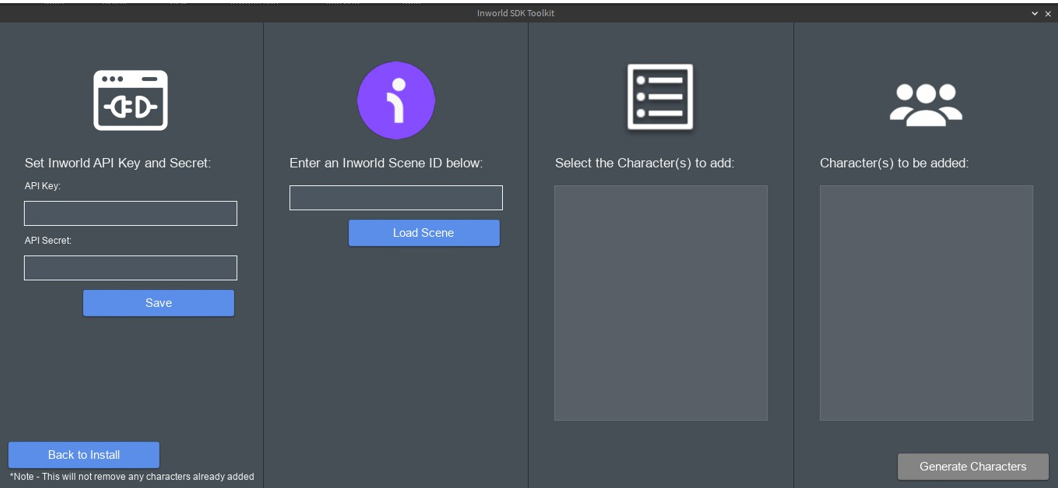 Inworld SDK Toolkit
Set Inworld API Key and Secret:
API Key:
API Secret:
Save
Back to Install
*Note - This will not remove any characters already added
Enter an Inworld Scene ID below:
Load Scene
Select the Character(s) to add:
Character(s) to be added:
Generate Characters